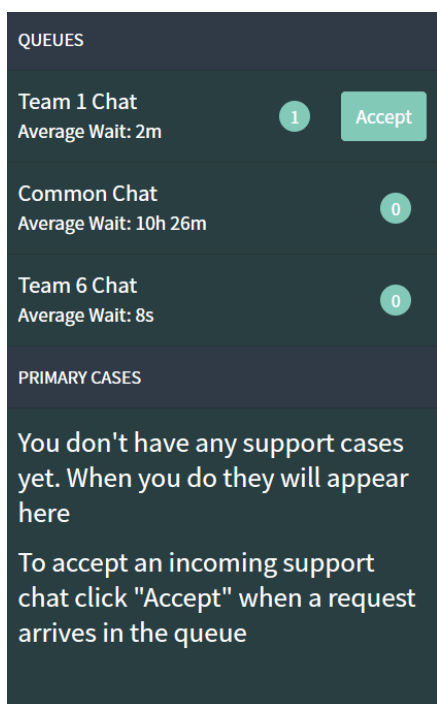 QUEUES
Team 1 Chat
Average Wait: 2m
1
Accept
Common Chat
Average Wait: 10h 26m
0
Team 6 Chat
Average Wait: 8s
0
PRIMARY CASES
You don't have any support cases
yet. When you do they will appear
here
To accept an incoming support
chat click "Accept" when a request
arrives in the queue